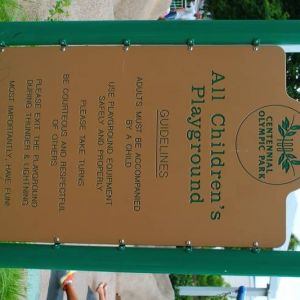 CENTENNIAL
OLYMPIC PARK
All Children's
Playground
GUIDELINES
ADULTS MUST BE ACCOMPANIED
BY A CHILD
USE PLAYGROUND EQUIPMENT
SAFELY AND PROPERLY
PLEASE TAKE TURNS
BE COURTEOUS AND RESPECTFUL
OF OTHERS
PLEASE EXIT THE PLAYGROUND
DURING THUNDER & LIGHTNING
MOST IMPORTANTLY, HAVE FUN!